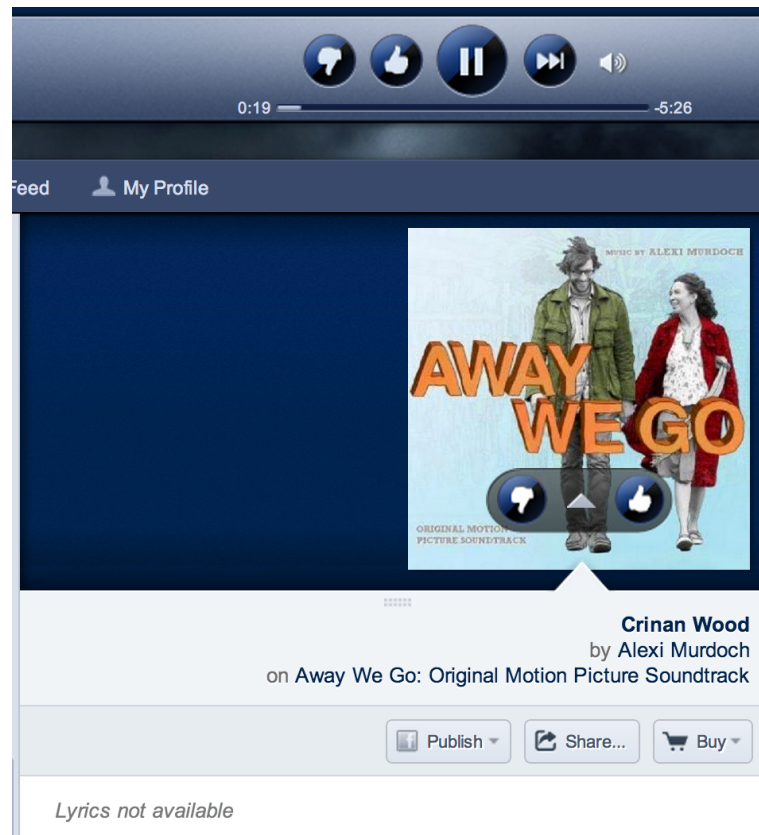 0:19 -5:26
Feed My Profile
MUSIC BY ALEXI MURDOCH
AWAY
WE GO
ORIGINAL MOTION
PICTURE SOUNDTRACK
Crinan Wood
by Alexi Murdoch
on Away We Go: Original Motion Picture Soundtrack
Publish Share... Buy
Lyrics not available